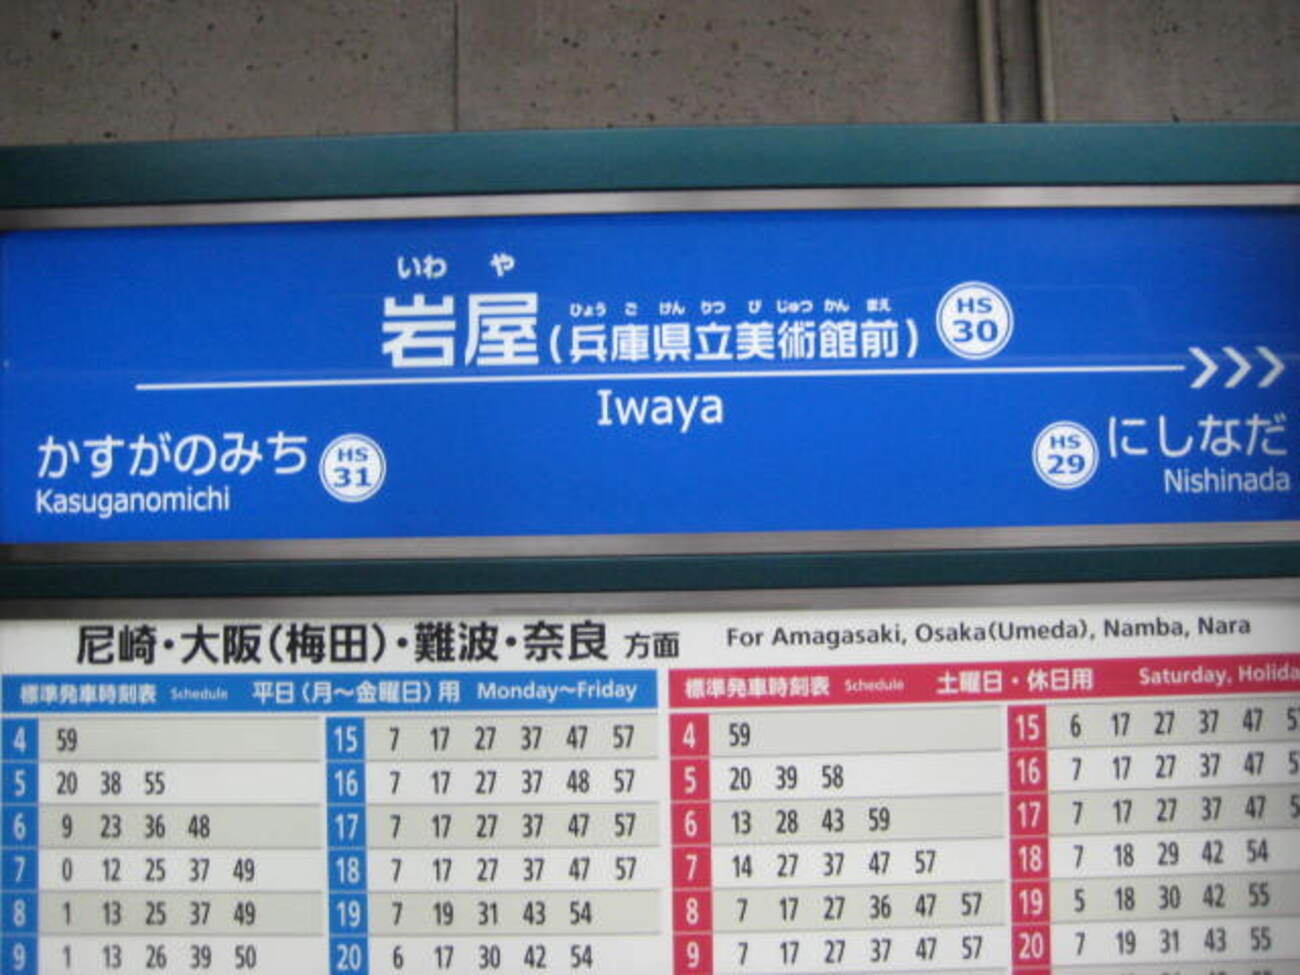 いわ や
岩屋(兵庫県立美術館前) HS 30
ひょう ご けん りつ び じゅつ かん まえ
Iwaya
かすがのみち HS 31
Kasuganomichi
HS 29 にしなだ
Nishinada
尼崎・大阪(梅田)・難波・奈良 方面 For Amagasaki, Osaka(Umeda), Namba, Nara
標準発車時刻表 Schedule 平日(月～金曜日)用 Monday~Friday
標準発車時刻表 Schedule 土曜日・休日用 Saturday, Holida
4 59
5 20 38 55
6 9 23 36 48
7 0 12 25 37 49
8 1 13 25 37 49
9 1 13 26 39 50
15 7 17 27 37 47 57
16 7 17 27 37 48 57
17 7 17 27 37 47 57
18 7 17 27 37 47 57
19 7 19 31 43 54
20 6 17 30 42 54
4 59
5 20 39 58
6 13 28 43 59
7 14 27 37 47 57
8 7 17 27 36 47 57
9 7 17 27 37 47 57
15 6 17 27 37 47
16 7 17 27 37 47
17 7 17 27 37 47
18 7 18 29 42 54
19 5 18 30 42 55
20 7 19 31 43 55